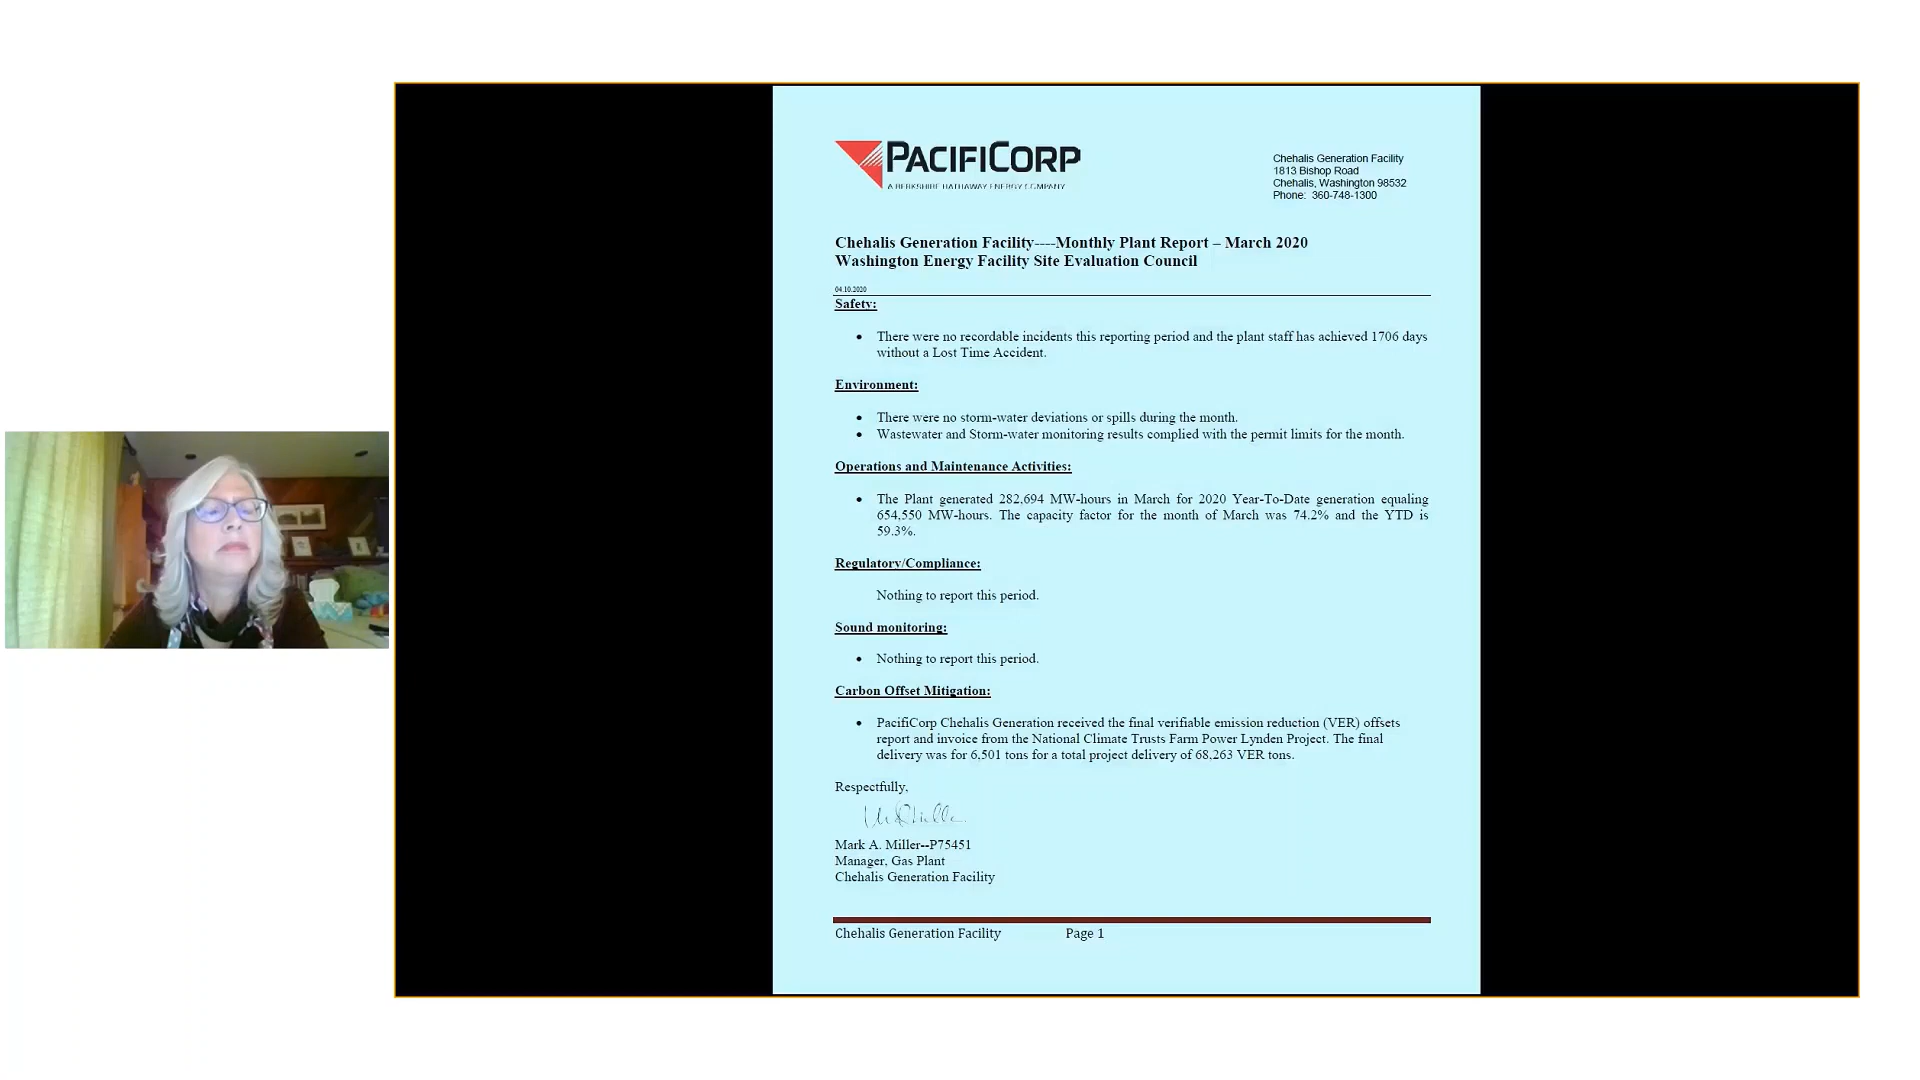 PACIFICORP
A BERKSHIRE HATHAWAY ENERGY COMPANY
Chehalis Generation Facility
1813 Bishop Road
Chehalis, Washington 98532
Phone: 360-748-1300
Chehalis Generation Facility----Monthly Plant Report – March 2020
Washington Energy Facility Site Evaluation Council
04.10.2020
Safety:
• There were no recordable incidents this reporting period and the plant staff has achieved 1706 days
without a Lost Time Accident.
Environment:
• There were no storm-water deviations or spills during the month.
• Wastewater and Storm-water monitoring results complied with the permit limits for the month.
Operations and Maintenance Activities:
• The Plant generated 282,694 MW-hours in March for 2020 Year-To-Date generation equaling
654,550 MW-hours. The capacity factor for the month of March was 74.2% and the YTD is
59.3%.
Regulatory/Compliance:
Nothing to report this period.
Sound monitoring:
• Nothing to report this period.
Carbon Offset Mitigation:
• PacifiCorp Chehalis Generation received the final verifiable emission reduction (VER) offsets
report and invoice from the National Climate Trusts Farm Power Lynden Project. The final
delivery was for 6,501 tons for a total project delivery of 68,263 VER tons.
Respectfully,
Mark A. Miller--P75451
Manager, Gas Plant
Chehalis Generation Facility
Chehalis Generation Facility Page 1